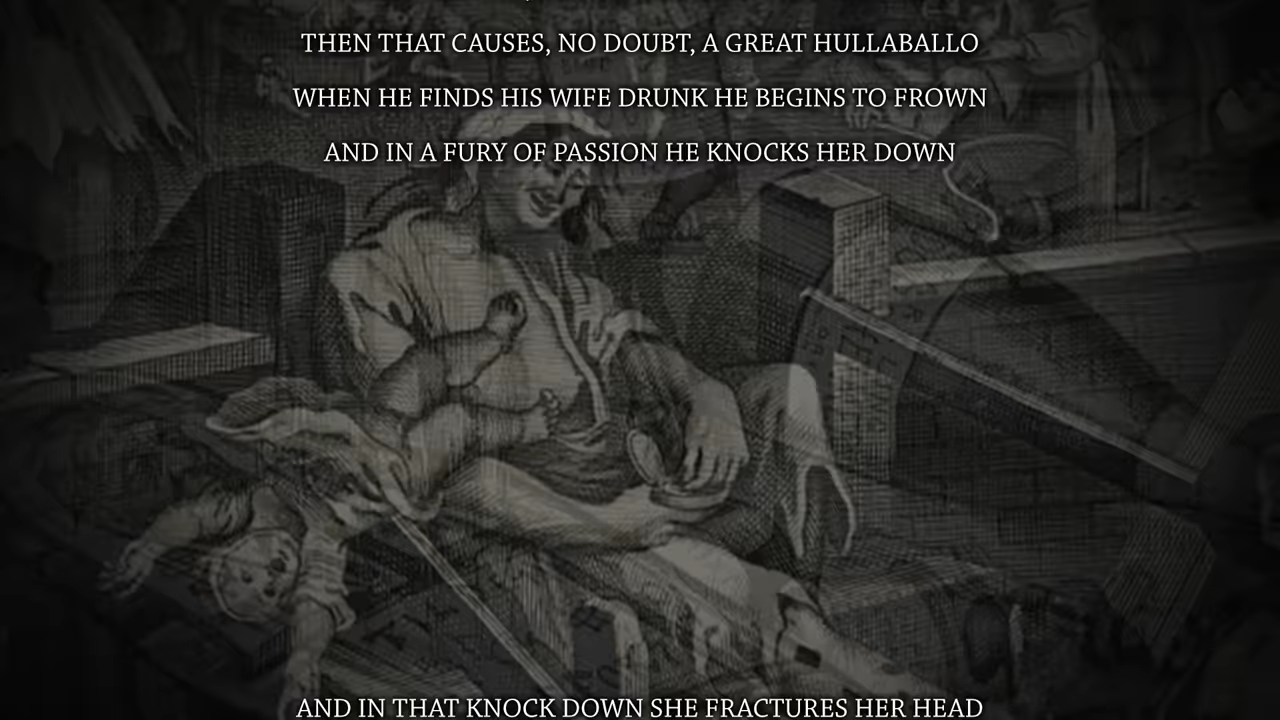 THEN THAT CAUSES, NO DOUBT, A GREAT HULLABALLO
WHEN HE FINDS HIS WIFE DRUNK HE BEGINS TO FROWN
AND IN A FURY OF PASSION HE KNOCKS HER DOWN
AND IN THAT KNOCK DOWN SHE FRACTURES HER HEAD